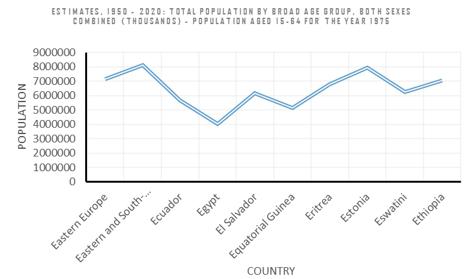 ESTIMATES, 1950 - 2020: TOTAL POPULATION BY BROAD AGE GROUP, BOTH SEXES
COMBINED (THOUSANDS) - POPULATION AGED 15-64 FOR THE YEAR 1975
9000000
8000000
7000000
6000000
5000000
4000000
3000000
2000000
1000000
0
POPULATION
Eastern Europe
Eastern and South-...
Ecuador
Egypt
El Salvador
Equatorial Guinea
Eritrea
Estonia
Eswatini
Ethiopia
COUNTRY